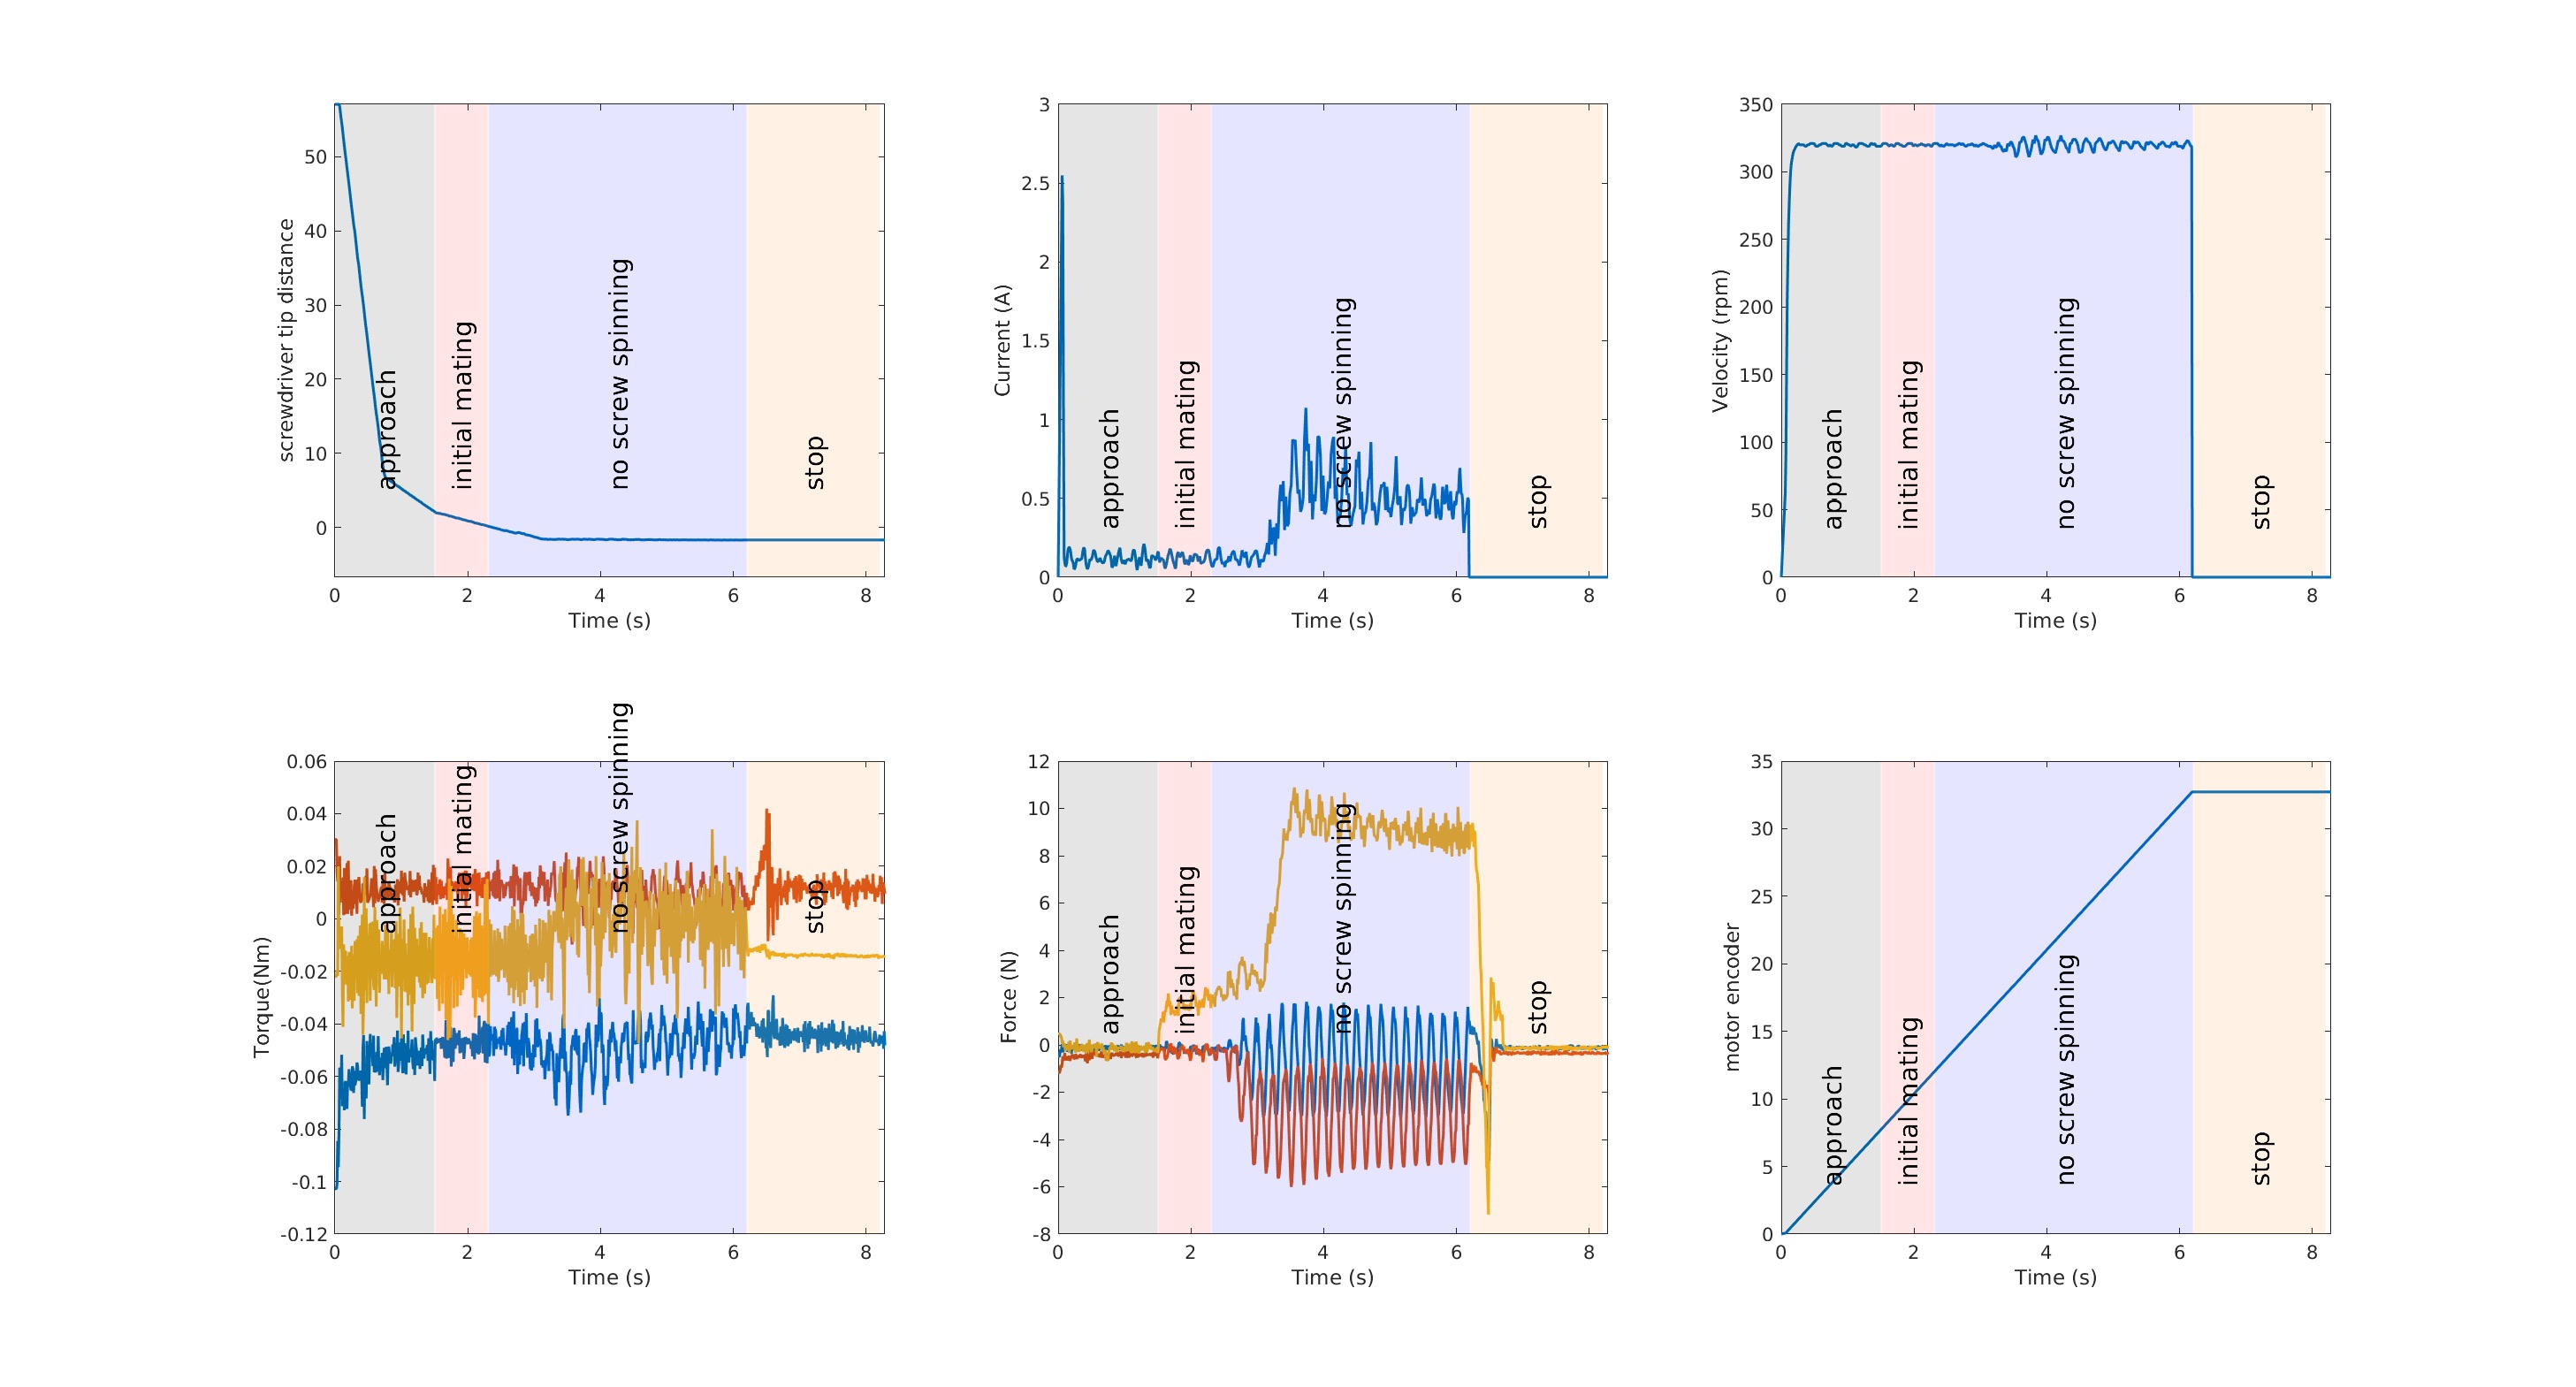 screwdriver tip distance
50
40
30
20
10
0
approach
initial mating
no screw spinning
stop
0
2
4
6
8
Time (s)
Current (A)
3
2.5
2
1.5
1
0.5
0
approach
initial mating
no screw spinning
stop
0
2
4
6
8
Time (s)
Velocity (rpm)
350
300
250
200
150
100
50
0
approach
initial mating
no screw spinning
stop
0
2
4
6
8
Time (s)
Torque(Nm)
0.06
0.04
0.02
0
-0.02
-0.04
-0.06
-0.08
-0.1
-0.12
approach
initial mating
no screw spinning
stop
0
2
4
6
8
Time (s)
Force (N)
12
10
8
6
4
2
0
-2
-4
-6
-8
approach
initial mating
no screw spinning
stop
0
2
4
6
8
Time (s)
motor encoder
35
30
25
20
15
10
5
0
approach
initial mating
no screw spinning
stop
0
2
4
6
8
Time (s)